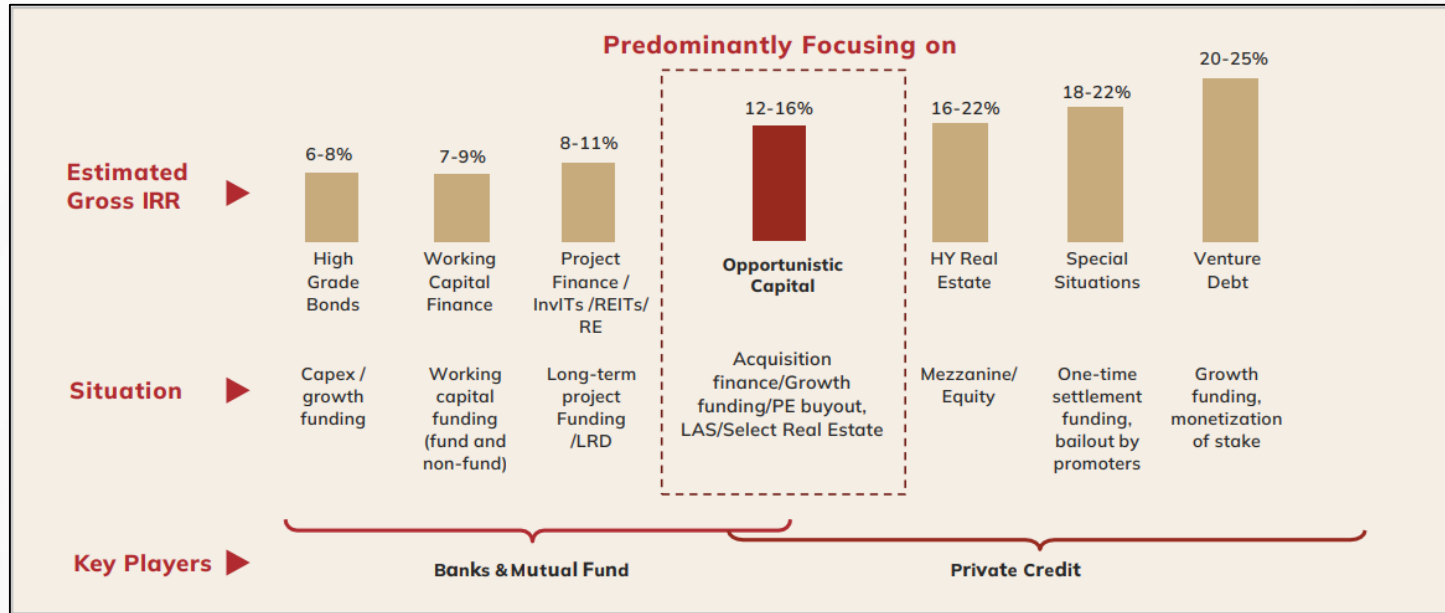 Predominantly Focusing on
Estimated
Gross IRR
6-8%
7-9%
8-11%
12-16%
16-22%
18-22%
20-25%
High
Grade
Bonds
Working
Capital
Finance
Project
Finance /
InvITs /REITs/
RE
Opportunistic
Capital
HY Real
Estate
Special
Situations
Venture
Debt
Situation
Capex /
growth
funding
Working
capital
funding
(fund and
non-fund)
Long-term
project
Funding
/LRD
Acquisition
finance/Growth
funding/PE buyout,
LAS/Select Real Estate
Mezzanine/
Equity
One-time
settlement
funding,
bailout by
promoters
Growth
funding,
monetization
of stake
Key Players
Banks & Mutual Fund
Private Credit